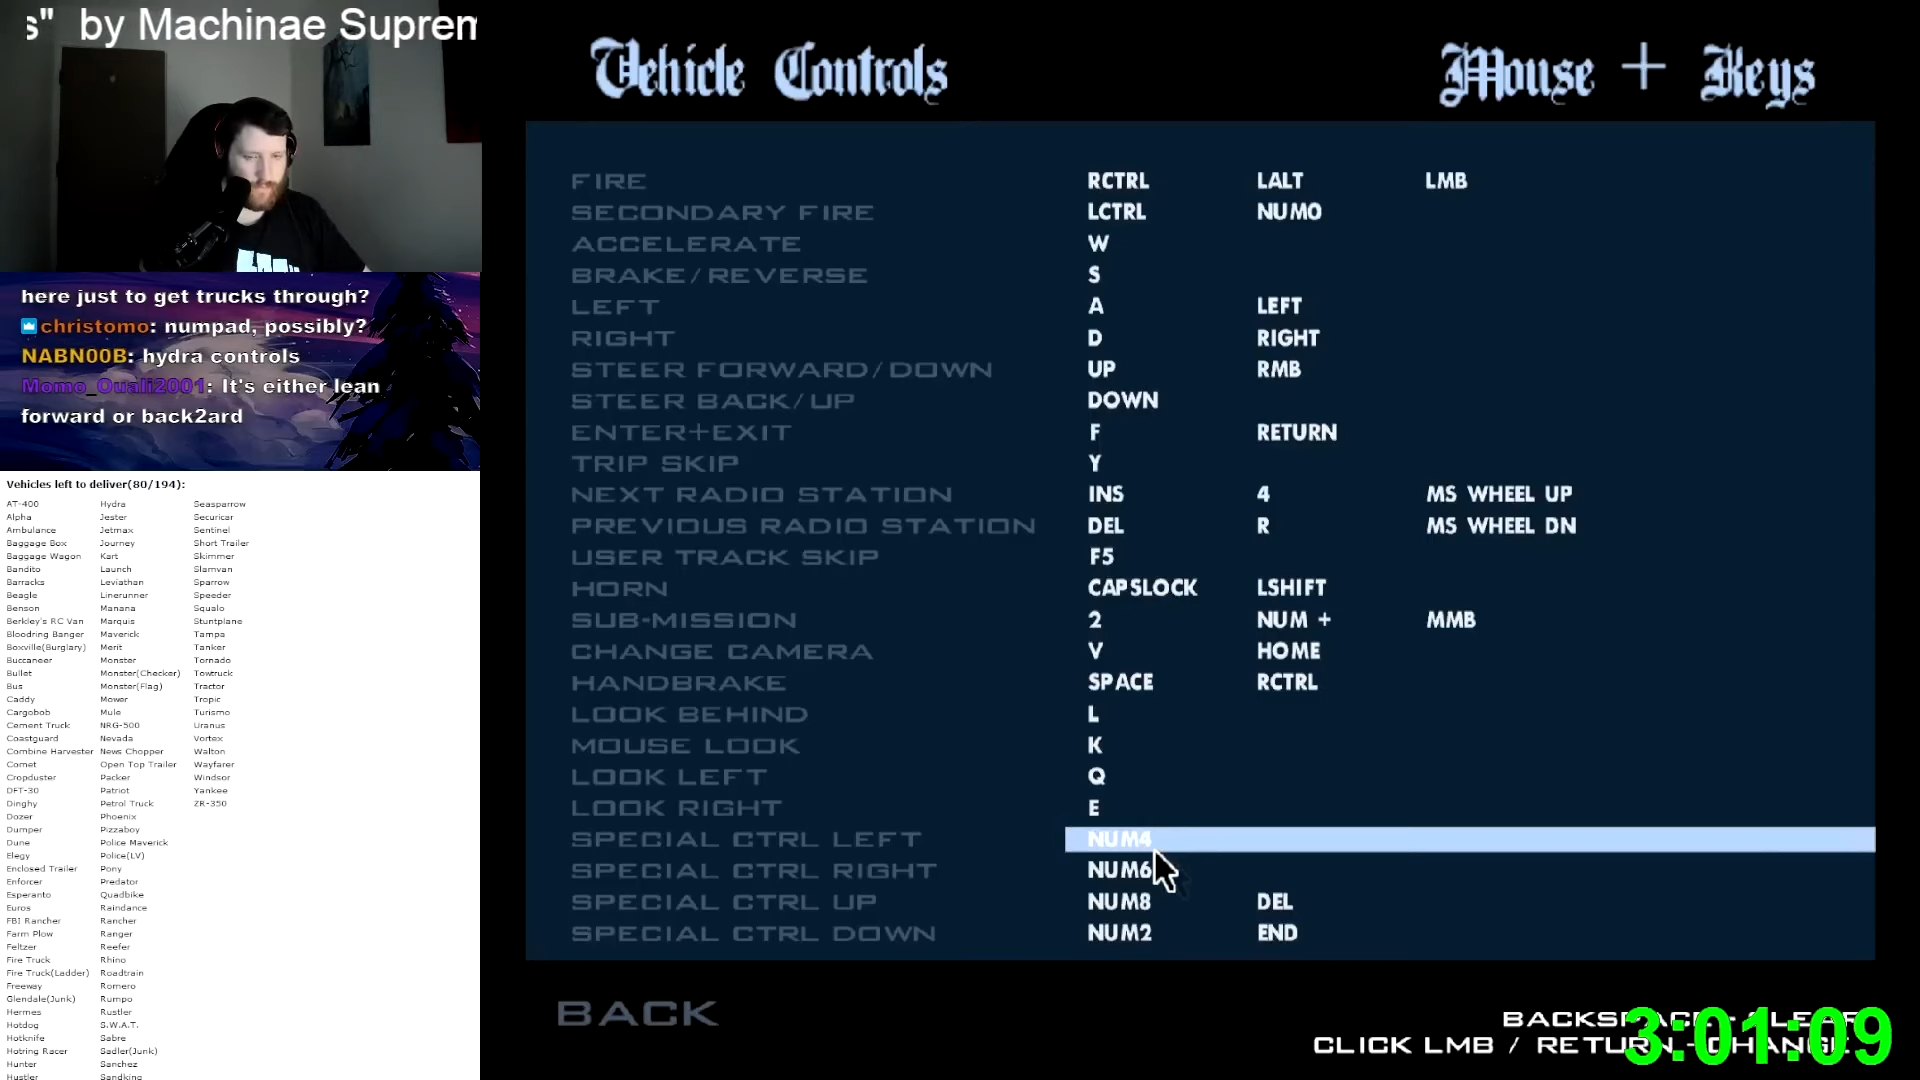 s" by Machinae Suprem
here just to get trucks through?
christomo: numpad, possibly?
NABN00B: hydra controls
Momo_Ouali2001: It's either lean
forward or back2ard
Vehicles left to deliver(80/194):
AT-400 Hydra Seasparrow
Alpha Jester Securicar
Ambulance Jetmax Sentinel
Baggage Box Journey Short Trailer
Baggage Wagon Kart Skimmer
Bandito Launch Slamvan
Barracks Leviathan Sparrow
Beagle Linerunner Speeder
Benson Manana Squalo
Berkley's RC Van Marquis Stuntplane
Bloodring Banger Maverick Tampa
Boxville(Burglary) Merit Tanker
Buccaneer Monster Tornado
Bullet Monster(Checker) Towtruck
Bus Monster(Flag) Tractor
Caddy Mower Tropic
Cargobob Mule Turismo
Cement Truck NRG-500 Uranus
Coastguard Nevada Vortex
Combine Harvester News Chopper Walton
Comet Open Top Trailer Wayfarer
Cropduster Packer Windsor
DFT-30 Patriot Yankee
Dinghy Petrol Truck ZR-350
Dozer Phoenix
Dumper Pizzaboy
Dune Police Maverick
Elegy Police(LV)
Enclosed Trailer Pony
Enforcer Predator
Esperanto Quadbike
Euros Raindance
FBI Rancher Rancher
Farm Plow Ranger
Feltzer Reefer
Fire Truck Rhino
Fire Truck(Ladder) Roadtrain
Freeway Romero
Glendale(Junk) Rumpo
Hermes Rustler
Hotdog S.W.A.T.
Hotknife Sabre
Hotring Racer Sadler(Junk)
Hunter Sanchez
Hustler Sandking
Vehicle Controls Mouse + Keys
FIRE RCTRL LALT LMB
SECONDARY FIRE LCTRL NUM0
ACCELERATE W
BRAKE/REVERSE S
LEFT A LEFT
RIGHT D RIGHT
STEER FORWARD/DOWN UP RMB
STEER BACK/UP DOWN
ENTER+EXIT F RETURN
TRIP SKIP Y
NEXT RADIO STATION INS 4 MS WHEEL UP
PREVIOUS RADIO STATION DEL R MS WHEEL DN
USER TRACK SKIP F5
HORN CAPSLOCK LSHIFT
SUB-MISSION 2 NUM + MMB
CHANGE CAMERA V HOME
HANDBRAKE SPACE RCTRL
LOOK BEHIND L
MOUSE LOOK K
LOOK LEFT Q
LOOK RIGHT E
SPECIAL CTRL LEFT NUM4
SPECIAL CTRL RIGHT NUM6
SPECIAL CTRL UP NUM8 DEL
SPECIAL CTRL DOWN NUM2 END
BACK
CLICK LMB / RETURN - CHANGE
3:01:09